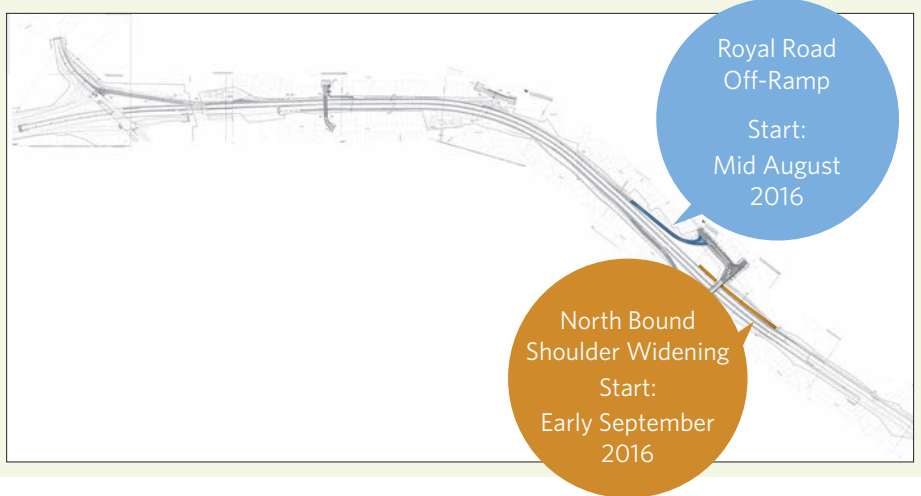 Royal Road
Off-Ramp
Start:
Mid August
2016
North Bound
Shoulder Widening
Start:
Early September
2016